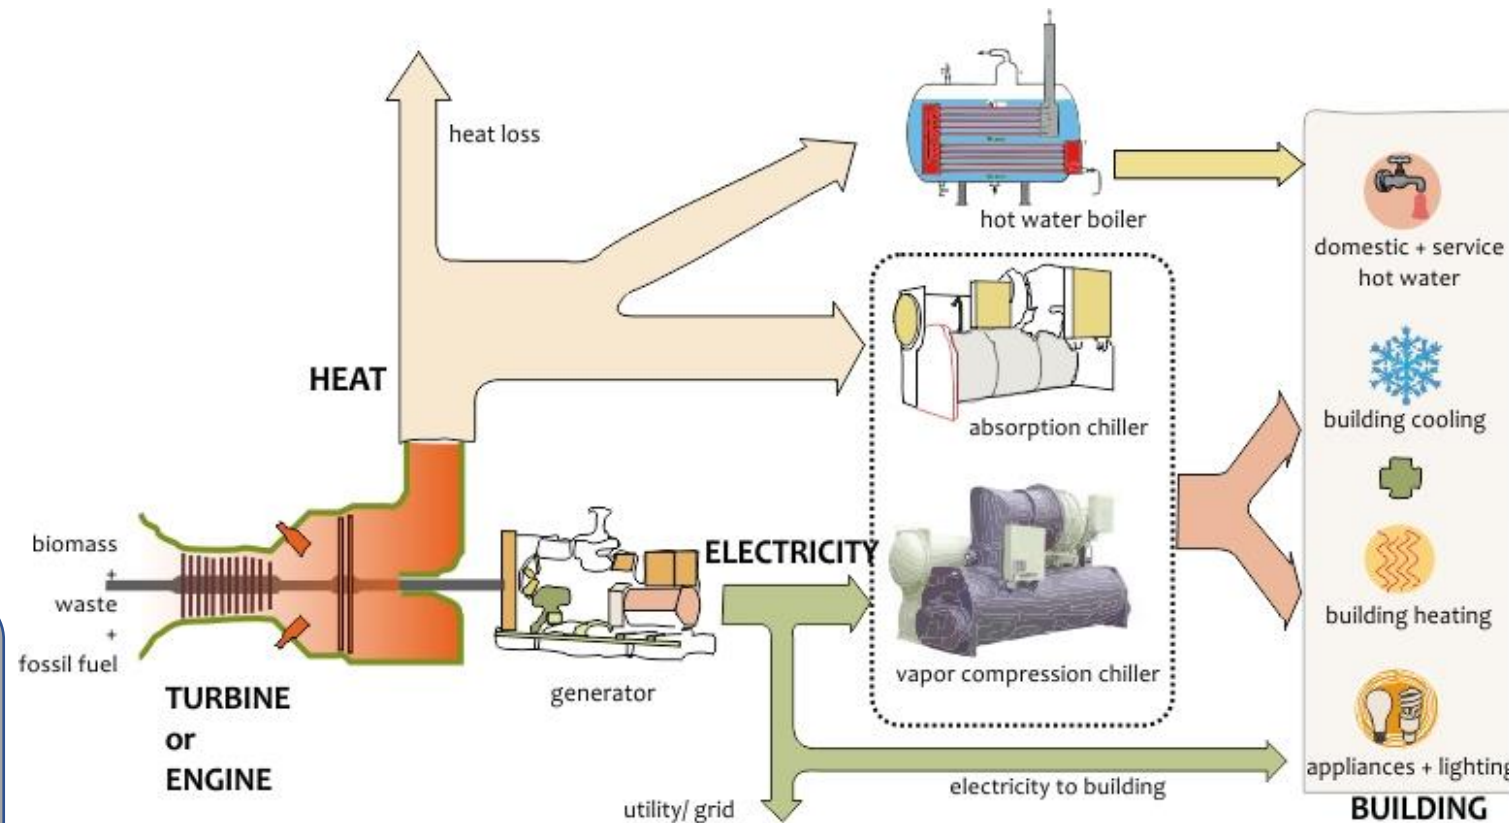 heat loss
hot water boiler
domestic + service
hot water
HEAT
absorption chiller
building cooling
biomass
+
waste
+
fossil fuel
ELECTRICITY
building heating
generator
vapor compression chiller
TURBINE
or
ENGINE
appliances + lighting
electricity to building
utility/ grid
BUILDING